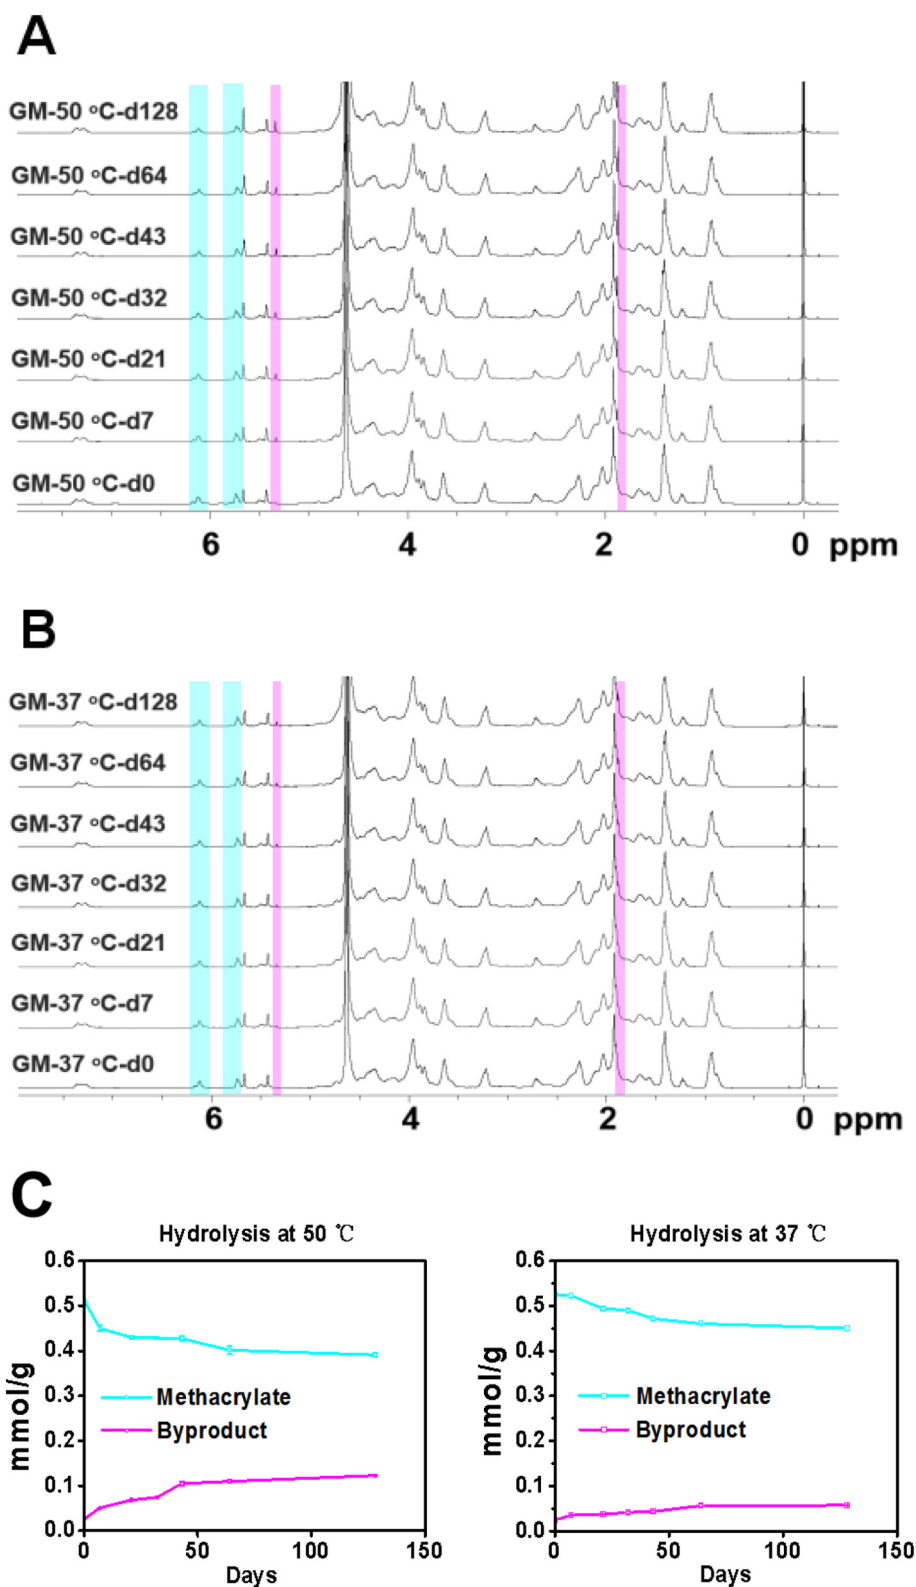 A
GM-50 °C-d128
GM-50 °C-d64
GM-50 °C-d43
GM-50 °C-d32
GM-50 °C-d21
GM-50 °C-d7
GM-50 °C-d0
6 4 2 0 ppm
B
GM-37 °C-d128
GM-37 °C-d64
GM-37 °C-d43
GM-37 °C-d32
GM-37 °C-d21
GM-37 °C-d7
GM-37 °C-d0
6 4 2 0 ppm
C
Hydrolysis at 50 ℃
0.6
0.5
0.4
0.3
0.2
0.1
0.0
mmol/g
Methacrylate
Byproduct
0 50 100 150
Days
Hydrolysis at 37 ℃
0.6
0.5
0.4
0.3
0.2
0.1
0.0
mmol/g
Methacrylate
Byproduct
0 50 100 150
Days